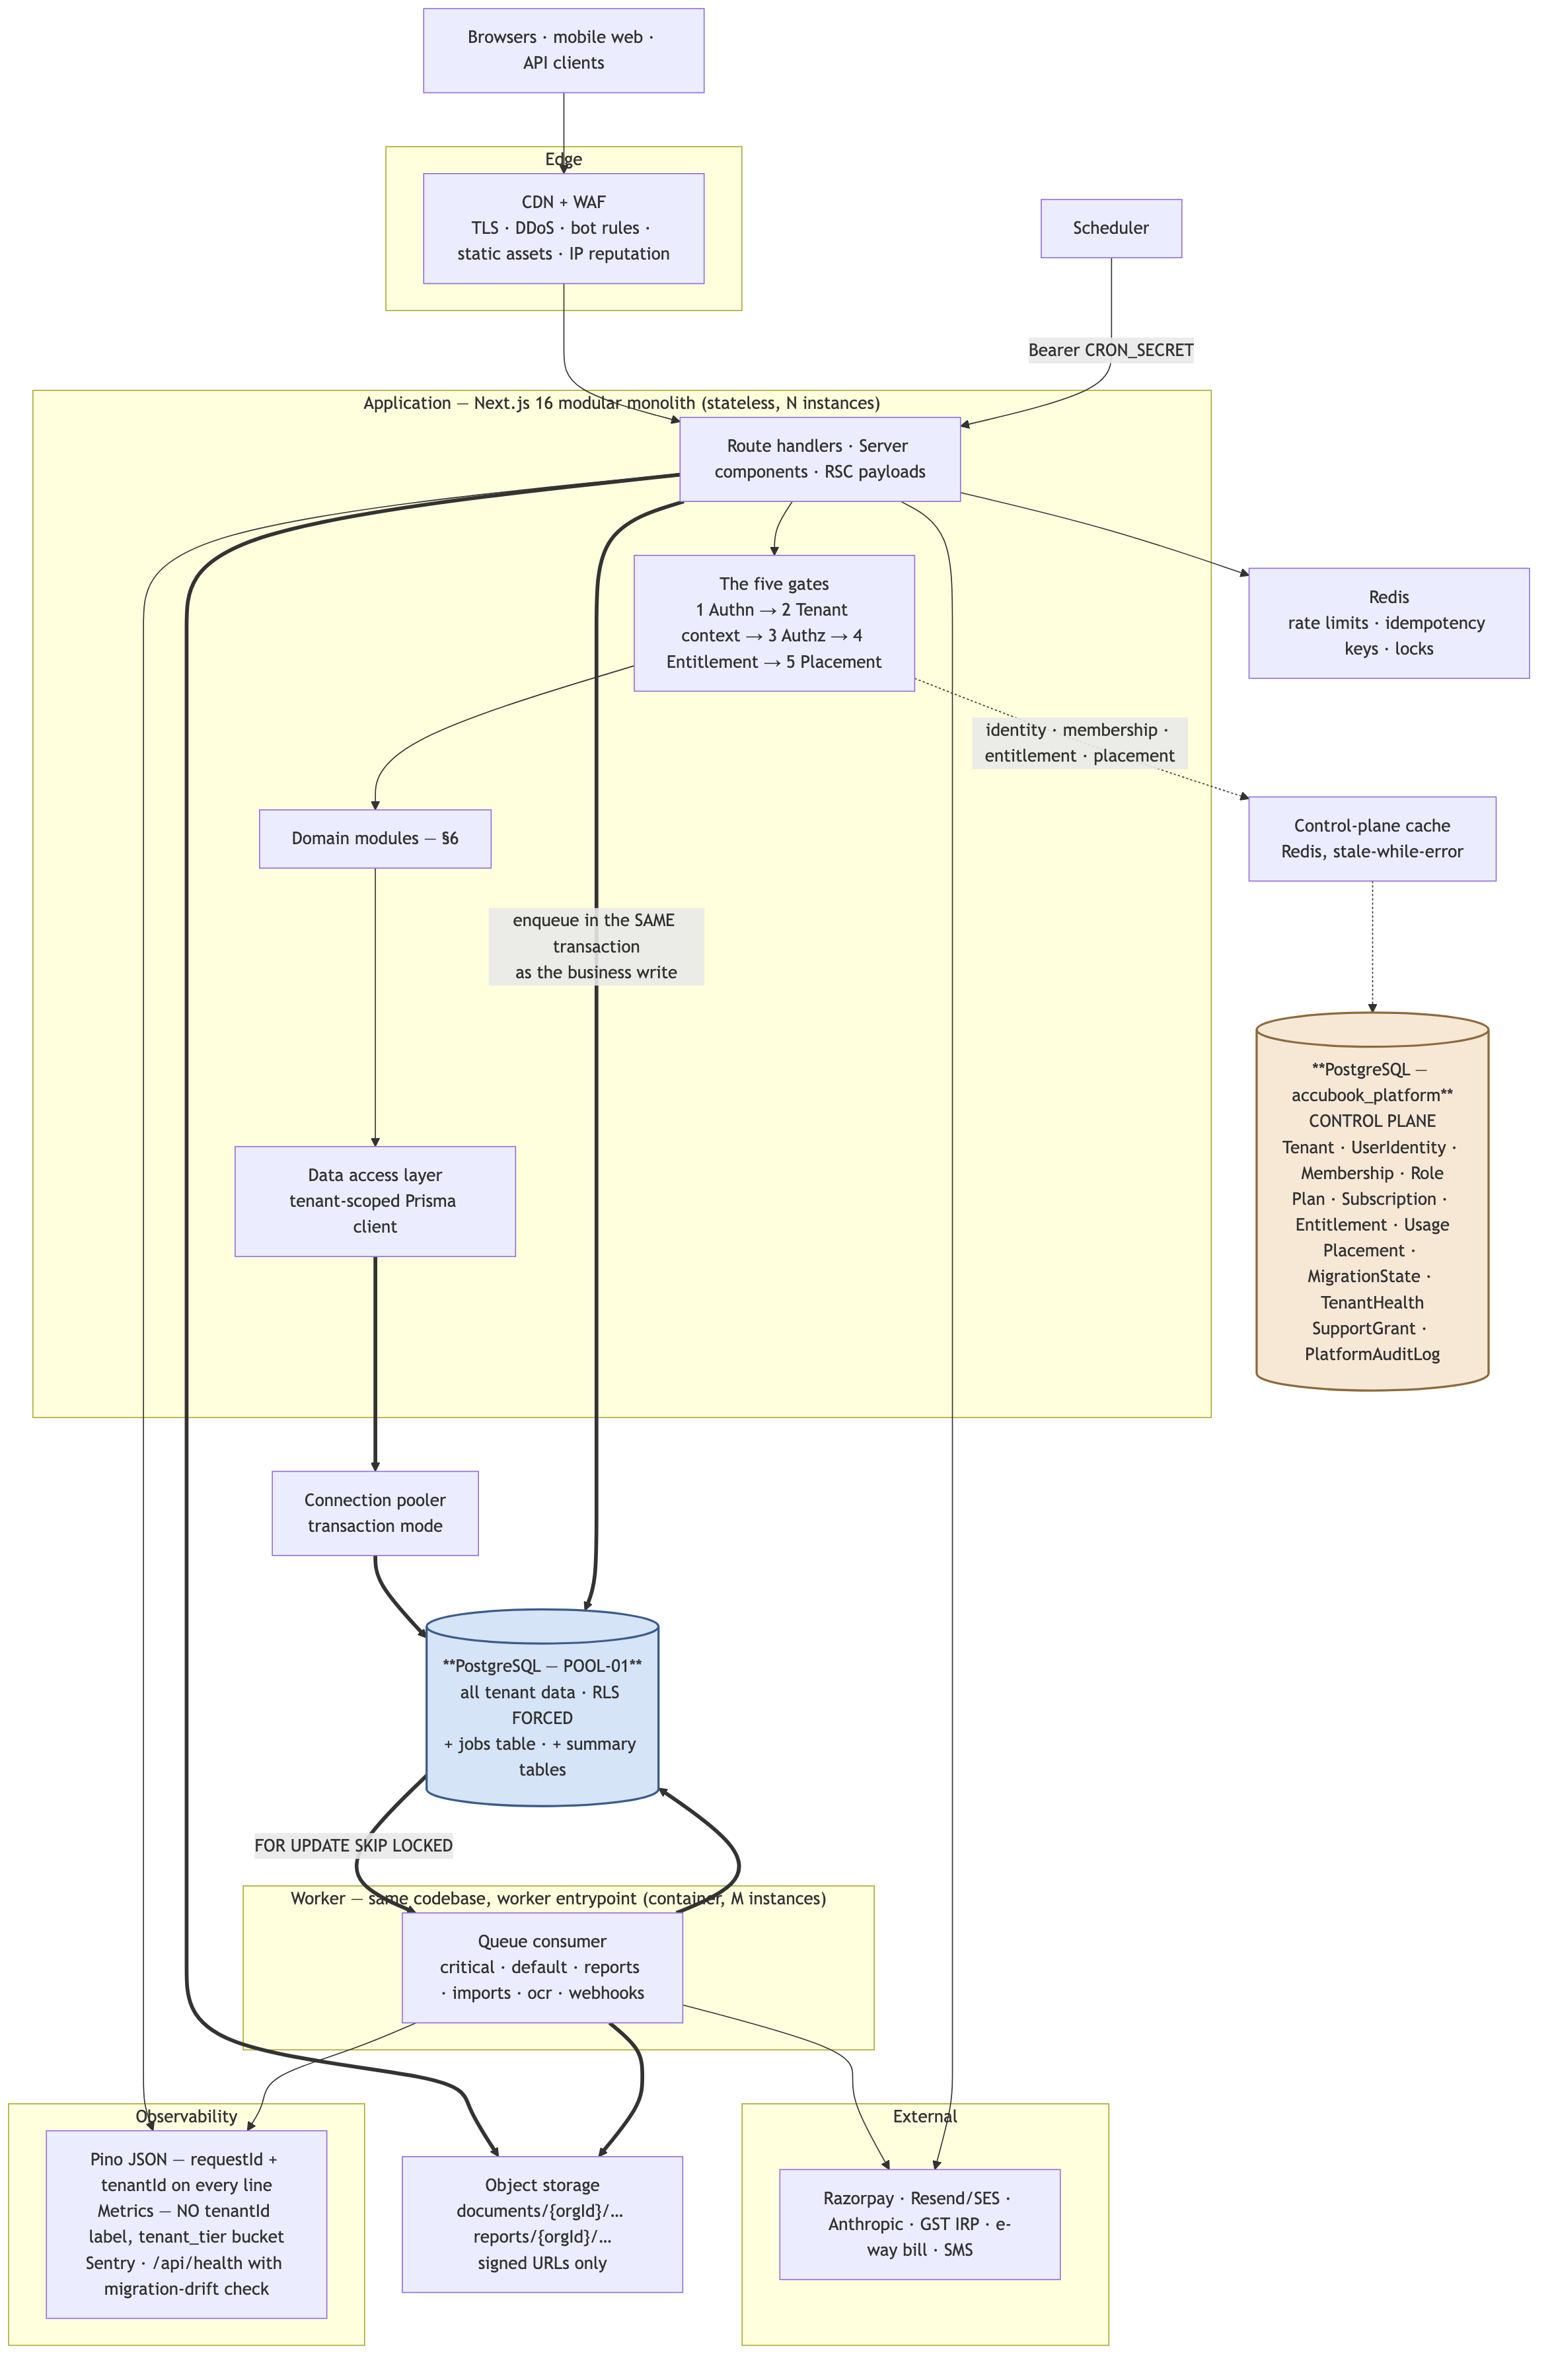 Browsers · mobile web ·
API clients
Edge
CDN + WAF
TLS · DDoS · bot rules ·
static assets · IP reputation
Scheduler
Bearer CRON_SECRET
Application — Next.js 16 modular monolith (stateless, N instances)
Route handlers · Server
components · RSC payloads
The five gates
1 Authn → 2 Tenant
context → 3 Authz → 4
Entitlement → 5 Placement
Redis
rate limits · idempotency
keys · locks
identity · membership ·
entitlement · placement
Domain modules — §6
Control-plane cache
Redis, stale-while-error
enqueue in the SAME
transaction
as the business write
**PostgreSQL —
accubook_platform**
CONTROL PLANE
Tenant · UserIdentity ·
Membership · Role
Plan · Subscription ·
Entitlement · Usage
Placement ·
MigrationState ·
TenantHealth
SupportGrant ·
PlatformAuditLog
Data access layer
tenant-scoped Prisma
client
Connection pooler
transaction mode
**PostgreSQL — POOL-01**
all tenant data · RLS
FORCED
+ jobs table · + summary
tables
FOR UPDATE SKIP LOCKED
Worker — same codebase, worker entrypoint (container, M instances)
Queue consumer
critical · default · reports
· imports · ocr · webhooks
Observability
Pino JSON — requestId +
tenantId on every line
Metrics — NO tenantId
label, tenant_tier bucket
Sentry · /api/health with
migration-drift check
Object storage
documents/{orgId}/…
reports/{orgId}/…
signed URLs only
External
Razorpay · Resend/SES ·
Anthropic · GST IRP · e-
way bill · SMS